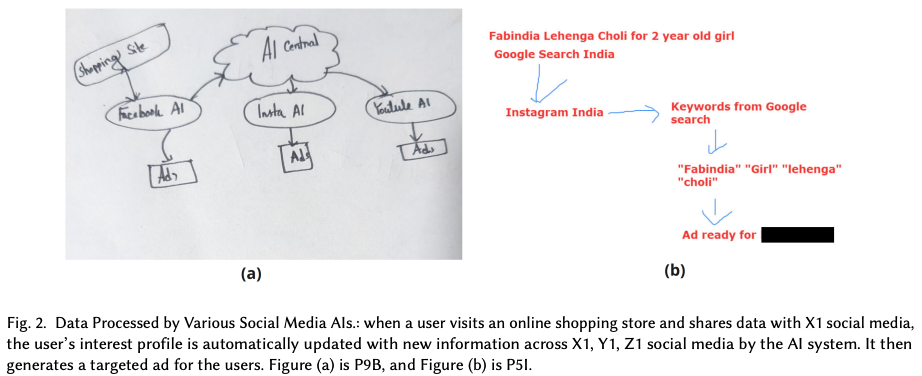 Shopping Site
AI Central
Facebook AI
Insta AI
Youtube AI
Ads
Ads
Ads
(a)
Fabindia Lehenga Choli for 2 year old girl
Google Search India
Instagram India
Keywords from Google
search
"Fabindia" "Girl" "lehenga"
"choli"
Ad ready for
(b)
Fig. 2. Data Processed by Various Social Media AIs.: when a user visits an online shopping store and shares data with X1 social media,
the user's interest profile is automatically updated with new information across X1, Y1, Z1 social media by the AI system. It then
generates a targeted ad for the users. Figure (a) is P9B, and Figure (b) is P5I.